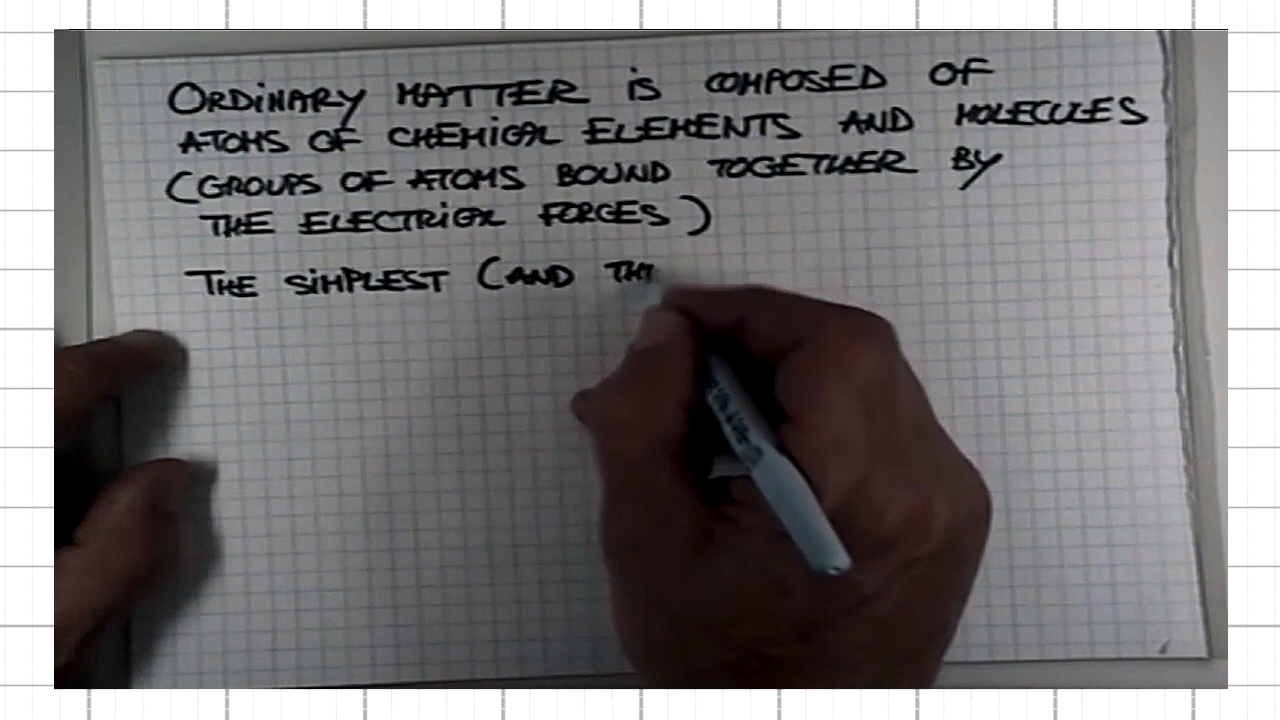 ORDINARY MATTER IS COMPOSED OF
ATOMS OF CHEMICAL ELEMENTS AND MOLECULES
(GROUPS OF ATOMS BOUND TOGETHER BY
THE ELECTRICAL FORCES)
THE SIMPLEST (AND TH